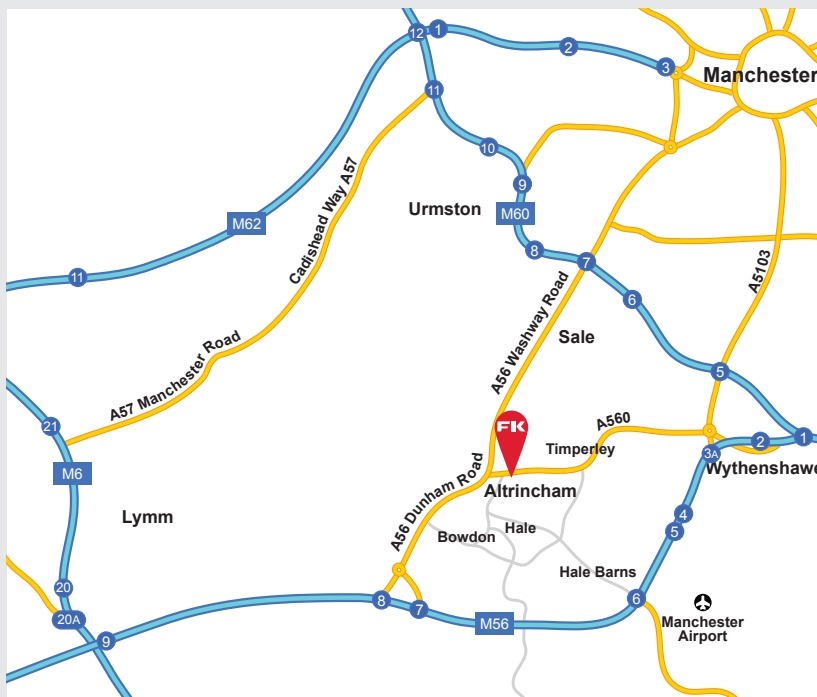 12
1
2
3
Manchester
11
10
9
Cadishead Way A57
Urmston
M60
M62
8
7
11
6
A5103
A56 Washway Road
Sale
A57 Manchester Road
5
21
FK
A560
1
2
Timperley
3A
M6
Wythenshawe
A56 Dunham Road
Altrincham
Lymm
4
Hale
5
Bowdon
Hale Barns
20
8
6
7
20A
M56
Manchester
Airport
9